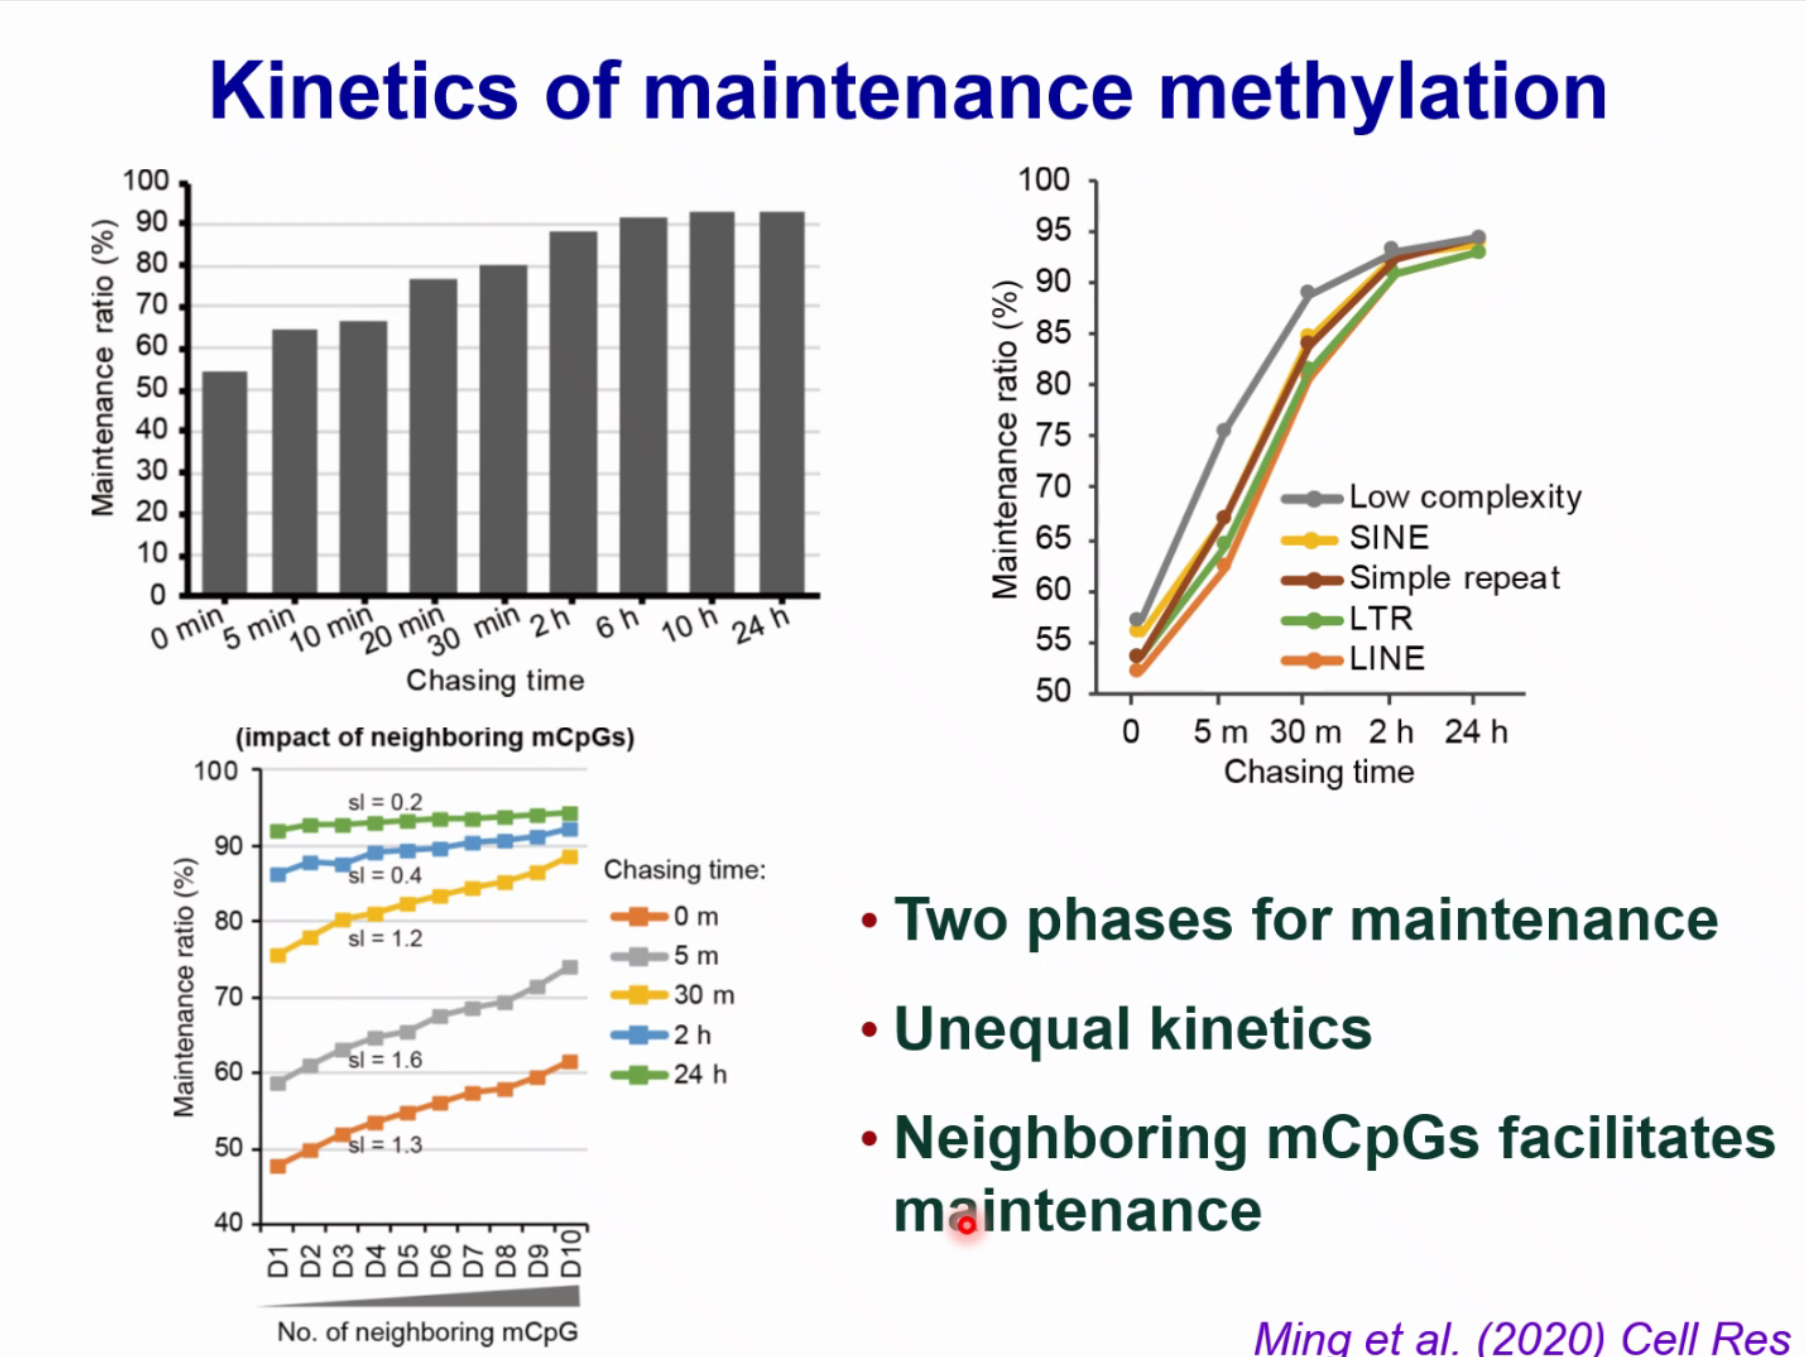 Kinetics of maintenance methylation
Maintenance ratio (%)
100
90
80
70
60
50
40
30
20
10
0
0 min
5 min
10 min
20 min
30 min
2 h
6 h
10 h
24 h
Chasing time
Maintenance ratio (%)
100
95
90
85
80
75
70
65
60
55
50
Low complexity
SINE
Simple repeat
LTR
LINE
0
5 m
30 m
2 h
24 h
Chasing time
(impact of neighboring mCpGs)
Maintenance ratio (%)
100
90
80
70
60
50
40
sl = 0.2
sl = 0.4
sl = 1.2
sl = 1.6
sl = 1.3
D1
D2
D3
D4
D5
D6
D7
D8
D9
D10
No. of neighboring mCpG
Chasing time:
0 m
5 m
30 m
2 h
24 h
• Two phases for maintenance
• Unequal kinetics
• Neighboring mCpGs facilitates
maintenance
Ming et al. (2020) Cell Res